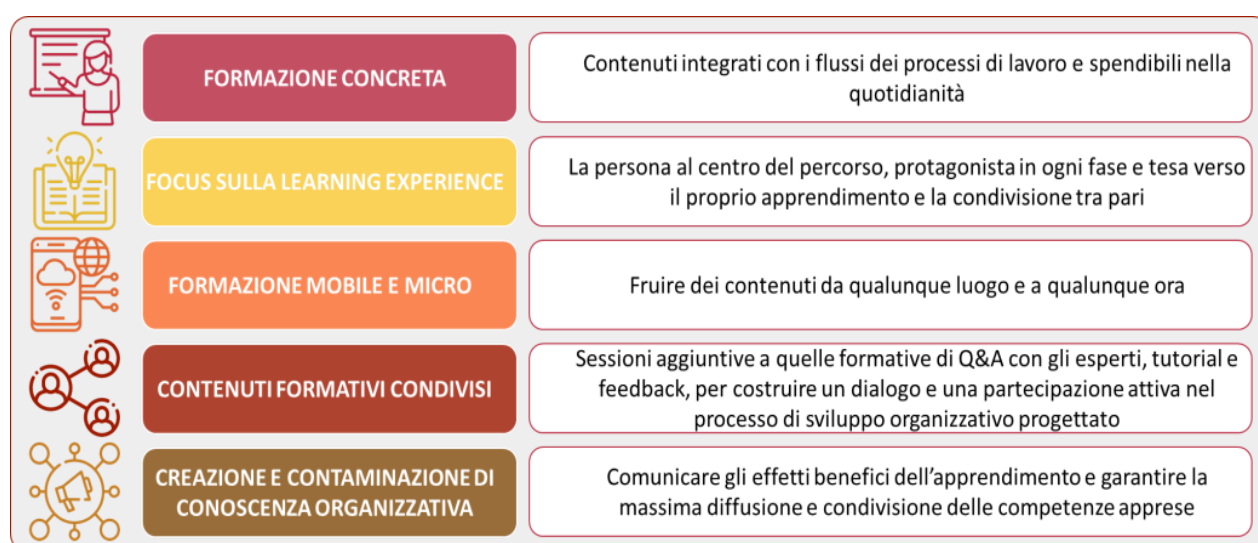 FORMAZIONE CONCRETA
Contenuti integrati con i flussi dei processi di lavoro e spendibili nella
quotidianità
FOCUS SULLA LEARNING EXPERIENCE
La persona al centro del percorso, protagonista in ogni fase e tesa verso
il proprio apprendimento e la condivisione tra pari
FORMAZIONE MOBILE E MICRO
Fruire dei contenuti da qualunque luogo e a qualunque ora
CONTENUTI FORMATIVI CONDIVISI
Sessioni aggiuntive a quelle formative di Q&A con gli esperti, tutorial e
feedback, per costruire un dialogo e una partecipazione attiva nel
processo di sviluppo organizzativo progettato
CREAZIONE E CONTAMINAZIONE DI
CONOSCENZA ORGANIZZATIVA
Comunicare gli effetti benefici dell’apprendimento e garantire la
massima diffusione e condivisione delle competenze apprese